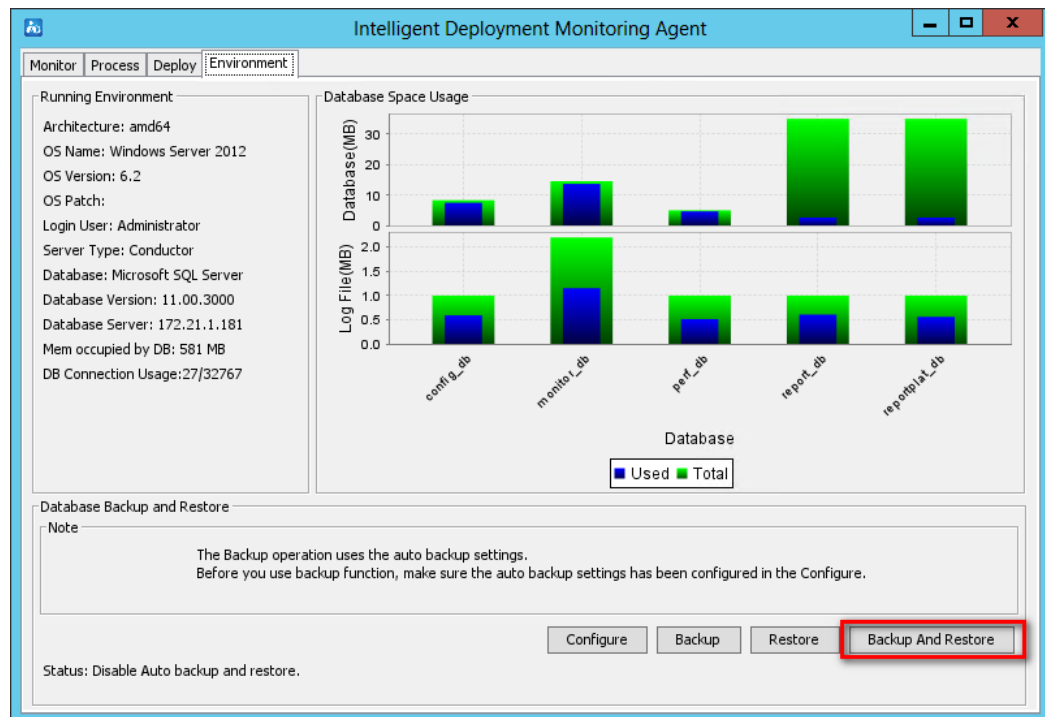 Intelligent Deployment Monitoring Agent
Monitor Process Deploy Environment
Running Environment
Architecture: amd64
OS Name: Windows Server 2012
OS Version: 6.2
OS Patch:
Login User: Administrator
Server Type: Conductor
Database: Microsoft SQL Server
Database Version: 11.00.3000
Database Server: 172.21.1.181
Mem occupied by DB: 581 MB
DB Connection Usage:27/32767
Database Space Usage
Database(MB)
30
20
10
0
Log File(MB)
2.0
1.5
1.0
0.5
0.0
config_db
monitor_db
perf_db
report_db
reportplat_db
Database
Used Total
Database Backup and Restore
Note
The Backup operation uses the auto backup settings.
Before you use backup function, make sure the auto backup settings has been configured in the Configure.
Configure Backup Restore Backup And Restore
Status: Disable Auto backup and restore.